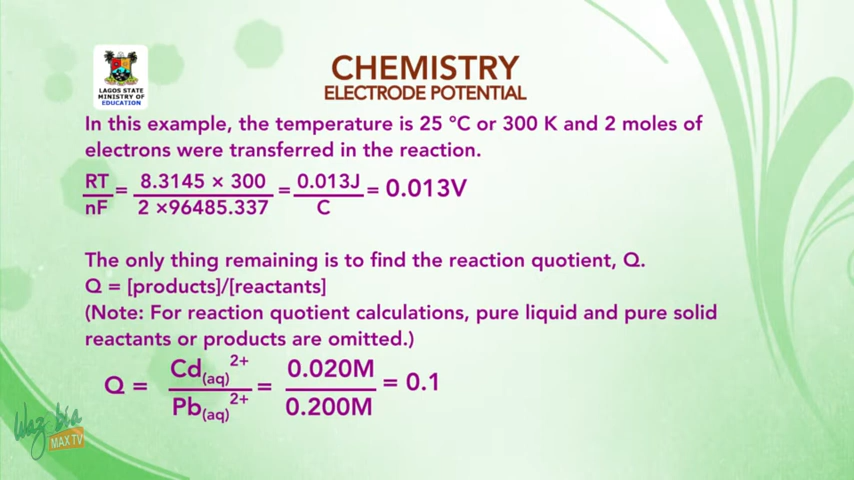 LAGOS STATE
MINISTRY OF
EDUCATION
CHEMISTRY
ELECTRODE POTENTIAL
In this example, the temperature is 25 °C or 300 K and 2 moles of
electrons were transferred in the reaction.
RT/nF = 8.3145 × 300/2 ×96485.337 = 0.013J/C = 0.013V
The only thing remaining is to find the reaction quotient, Q.
Q = [products]/[reactants]
(Note: For reaction quotient calculations, pure liquid and pure solid
reactants or products are omitted.)
Q = Cd(aq)²⁺/Pb(aq)²⁺ = 0.020M/0.200M = 0.1
Wazobia
MAX TV